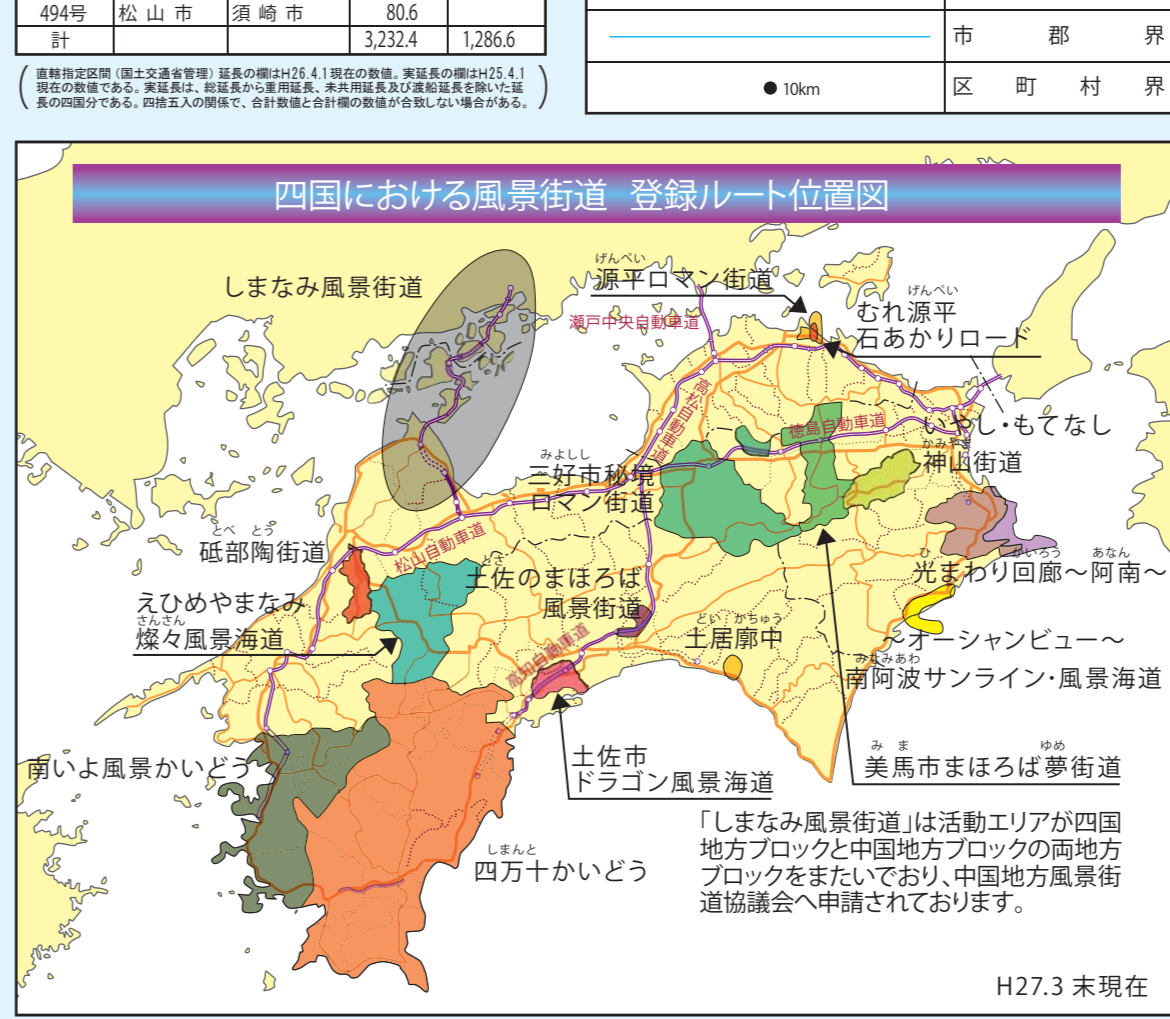 494号 松山市 須崎市 80.6
計 3,232.4 1,286.6
直轄指定区間(国土交通省管理)延長の欄はH26.4.1現在の数値。実延長の欄はH25.4.1
現在の数値である。実延長は、総延長から重用延長、未共用延長及び渡船延長を除いた延
長の四国分である。四捨五入の関係で、合計数値と合計欄の数値が合致しない場合がある。
市郡界
● 10km
区町村界
四国における風景街道 登録ルート位置図
しまなみ風景街道
げんぺい
源平ロマン街道
瀬戸中央自動車道
げんぺい
むれ源平
石あかりロード
高松自動車道
徳島自動車道
いやし・もてなし
かみやま
神山街道
みよしし
三好市秘境
ロマン街道
とべ とう
砥部陶街道
松山自動車道
とさ
土佐のまほろば
風景街道
ひ かいろう あなん
光まわり回廊～阿南～
えひめやまなみ
さんさん
燦々風景海道
どい かちゅう
土居廓中
～オーシャンビュー～
みなみあわ
南阿波サンライン・風景海道
高知自動車道
南いよ風景かいどう
土佐市
ドラゴン風景海道
みま ゆめ
美馬市まほろば夢街道
しまんと
四万十かいどう
「しまなみ風景街道」は活動エリアが四国
地方ブロックと中国地方ブロックの両地方
ブロックをまたいでおり、中国地方風景街
道協議会へ申請されております。
H27.3 末現在